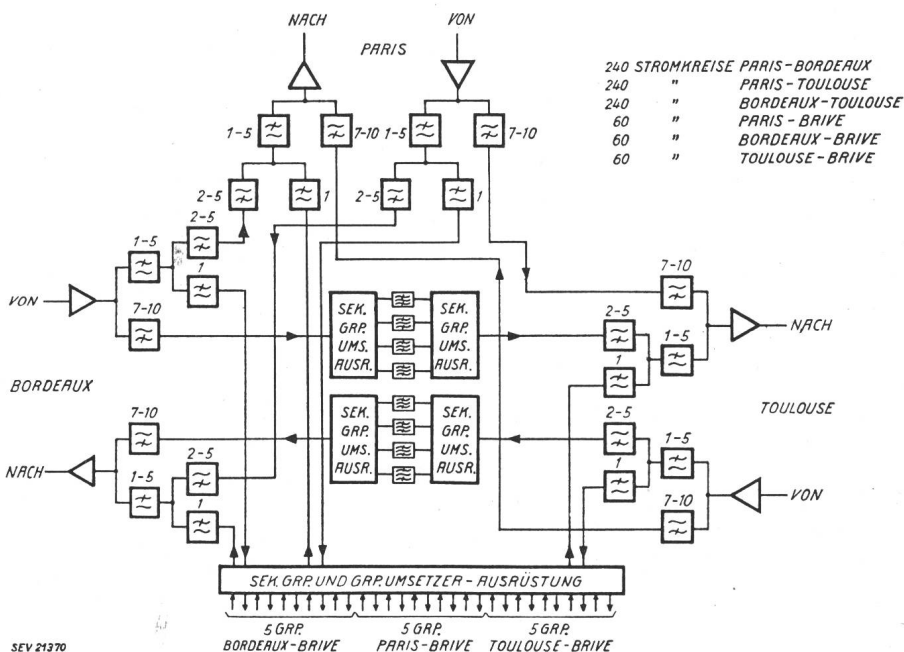 NACH
VON
PARIS
240 STROMKREISE PARIS-BORDEAUX
240 " PARIS-TOULOUSE
240 " BORDEAUX-TOULOUSE
60 " PARIS-BRIVE
60 " BORDEAUX-BRIVE
60 " TOULOUSE-BRIVE
1-5
7-10
1-5
7-10
2-5
1
2-5
1
VON
1-5
2-5
1
7-10
SEK.
GRP.
UMS.
AUSR.
SEK.
GRP.
UMS.
AUSR.
7-10
2-5
1-5
1
NACH
BORDEAUX
TOULOUSE
7-10
NACH
1-5
2-5
1
SEK.
GRP.
UMS.
AUSR.
SEK.
GRP.
UMS.
AUSR.
2-5
1-5
1
7-10
VON
SEK. GRP. UND GRP. UMSETZER-AUSRÜSTUNG
5 GRP.
BORDEAUX-BRIVE
5 GRP.
PARIS-BRIVE
5 GRP.
TOULOUSE-BRIVE
SEV 21370